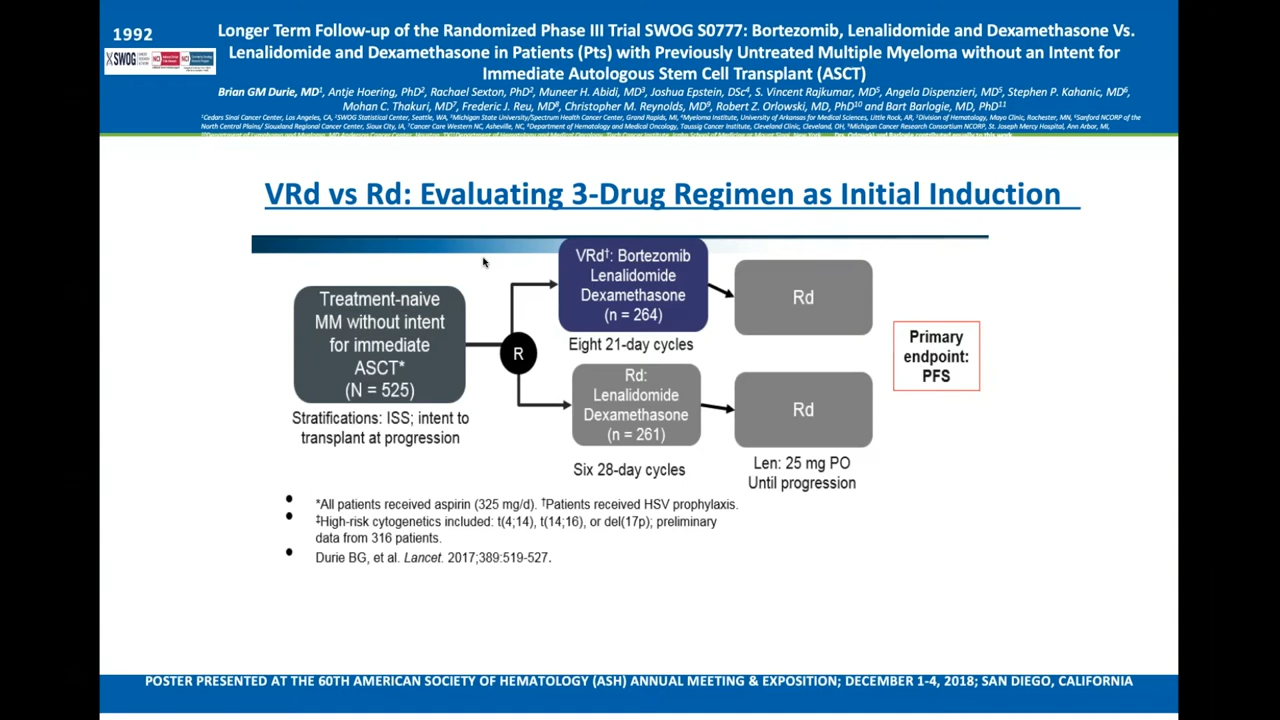 1992
SWOG
Longer Term Follow-up of the Randomized Phase III Trial SWOG S0777: Bortezomib, Lenalidomide and Dexamethasone Vs.
Lenalidomide and Dexamethasone in Patients (Pts) with Previously Untreated Multiple Myeloma without an Intent for
Immediate Autologous Stem Cell Transplant (ASCT)
Brian GM Durie, MD¹, Antje Hoering, PhD², Rachael Sexton, PhD², Muneer H. Abidi, MD³, Joshua Epstein, DSc⁴, S. Vincent Rajkumar, MD⁵, Angela Dispenzieri, MD⁵, Stephen P. Kahanic, MD⁶,
Mohan C. Thakuri, MD⁷, Frederic J. Reu, MD⁸, Christopher M. Reynolds, MD⁹, Robert Z. Orlowski, MD, PhD¹⁰ and Bart Barlogie, MD, PhD¹¹
¹Cedars Sinai Cancer Center, Los Angeles, CA, ²SWOG Statistical Center, Seattle, WA, ³Michigan State University/Spectrum Health Cancer Center, Grand Rapids, MI, ⁴Myeloma Institute, University of Arkansas for Medical Sciences, Little Rock, AR, ⁵Division of Hematology, Mayo Clinic, Rochester, MN, ⁶Sanford NCORP of the
North Central Plains/ Siouxland Regional Cancer Center, Sioux City, IA, ⁷Cancer Care Western NC, Asheville, NC, ⁸Department of Hematology and Medical Oncology, Taussig Cancer Institute, Cleveland Clinic, Cleveland, OH, ⁹Michigan Cancer Research Consortium NCORP, St. Joseph Mercy Hospital, Ann Arbor, MI,
VRd vs Rd: Evaluating 3-Drug Regimen as Initial Induction
Treatment-naive
MM without intent
for immediate
ASCT*
(N = 525)
Stratifications: ISS; intent to
transplant at progression
R
VRd†: Bortezomib
Lenalidomide
Dexamethasone
(n = 264)
Eight 21-day cycles
Rd
Rd:
Lenalidomide
Dexamethasone
(n = 261)
Six 28-day cycles
Rd
Len: 25 mg PO
Until progression
Primary
endpoint:
PFS
• *All patients received aspirin (325 mg/d). †Patients received HSV prophylaxis.
• ‡High-risk cytogenetics included: t(4;14), t(14;16), or del(17p); preliminary
data from 316 patients.
• Durie BG, et al. Lancet. 2017;389:519-527.
POSTER PRESENTED AT THE 60TH AMERICAN SOCIETY OF HEMATOLOGY (ASH) ANNUAL MEETING & EXPOSITION; DECEMBER 1-4, 2018; SAN DIEGO, CALIFORNIA